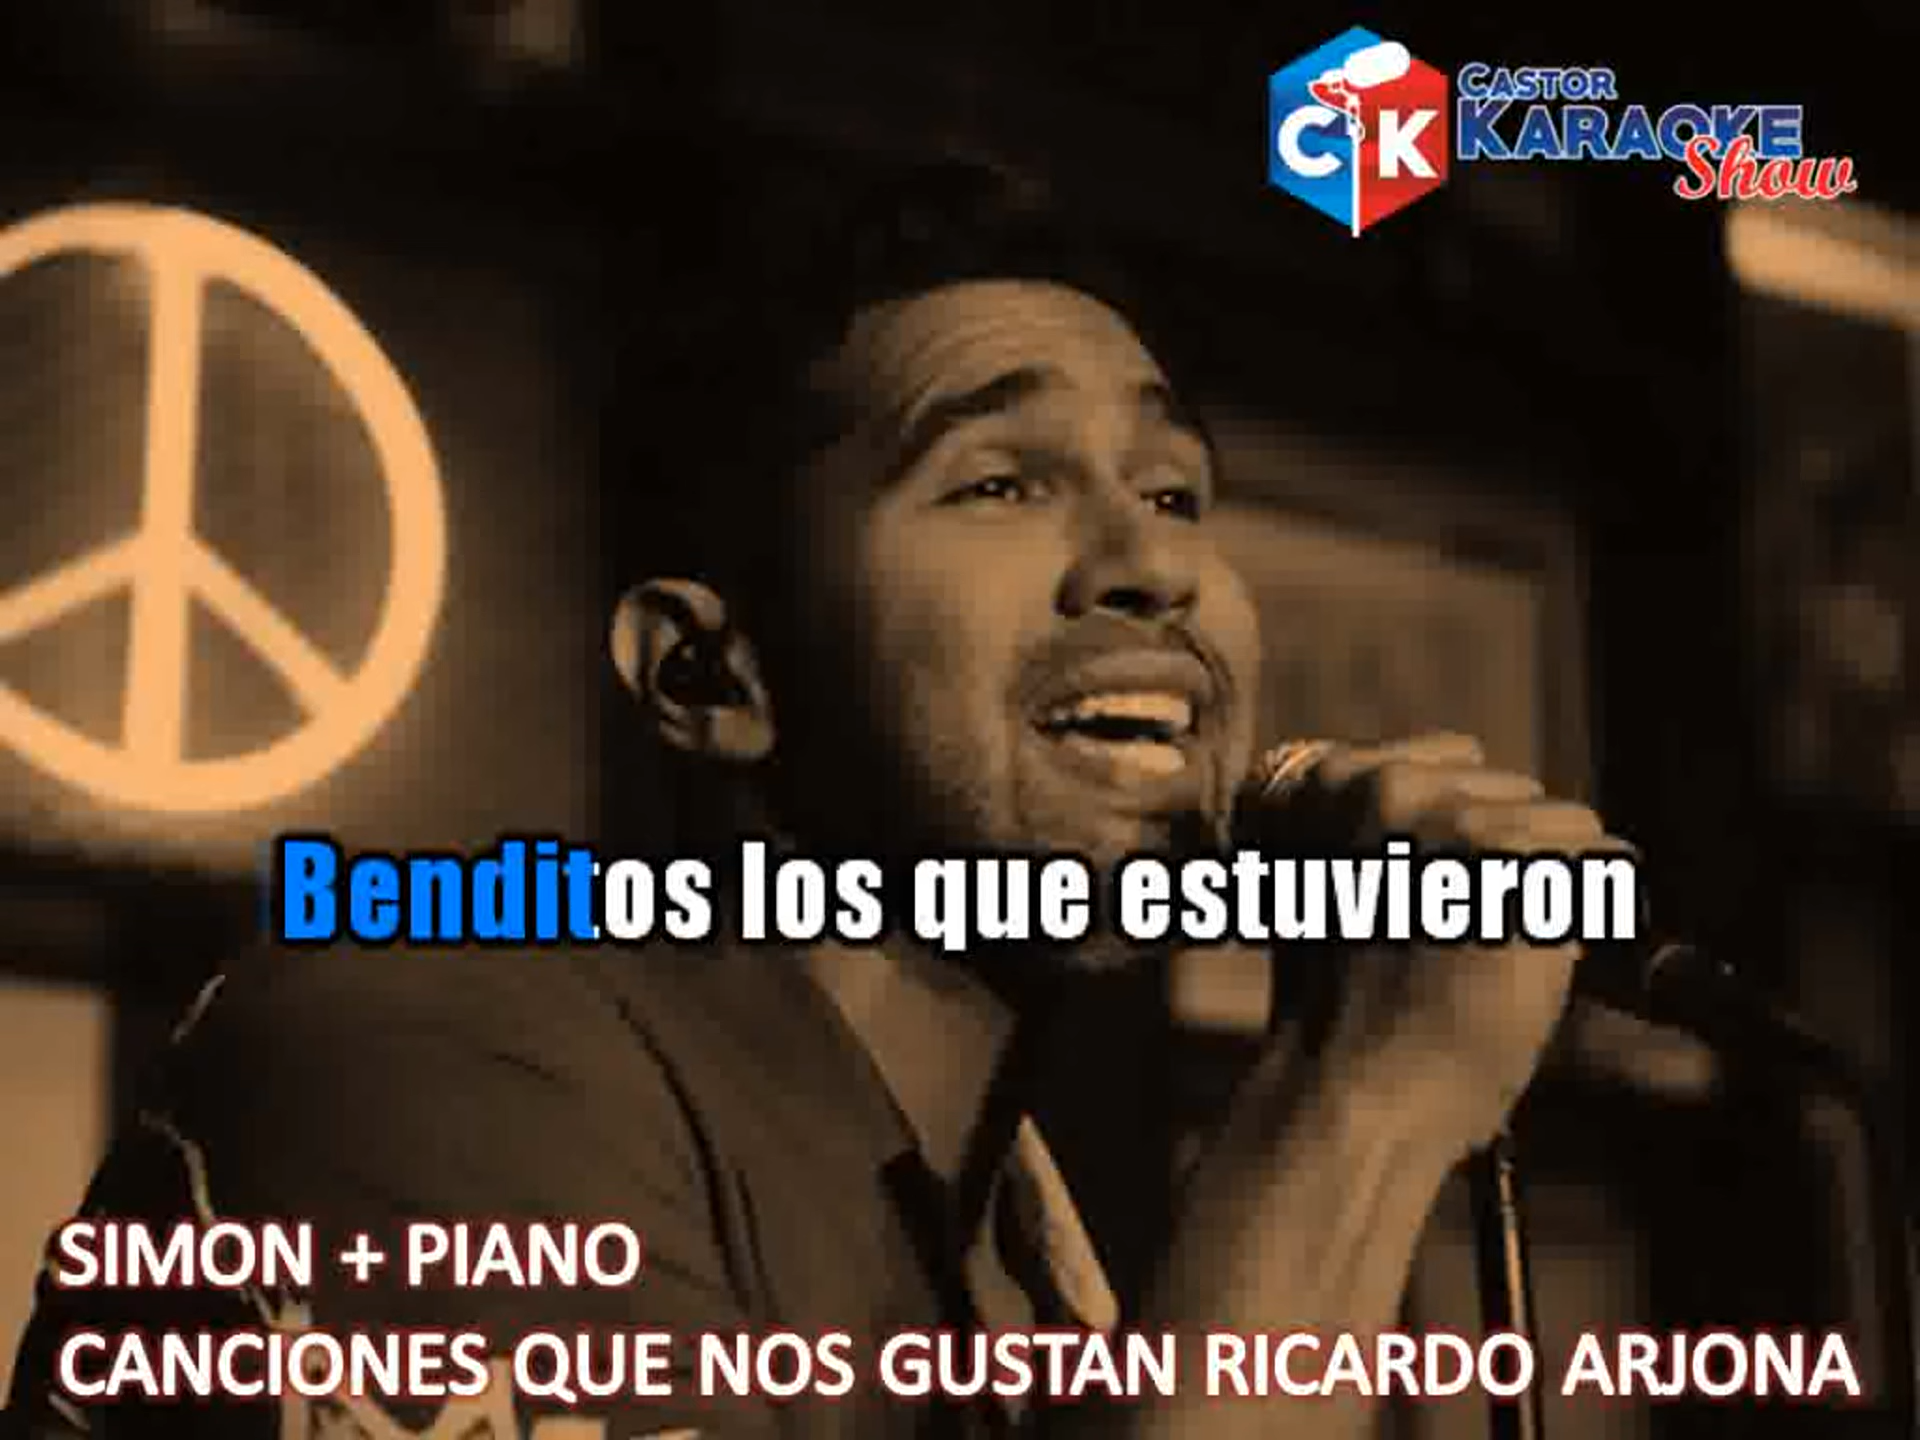 CK CASTOR
KARAOKE
Show
Benditos los que estuvieron
SIMON + PIANO
CANCIONES QUE NOS GUSTAN RICARDO ARJONA